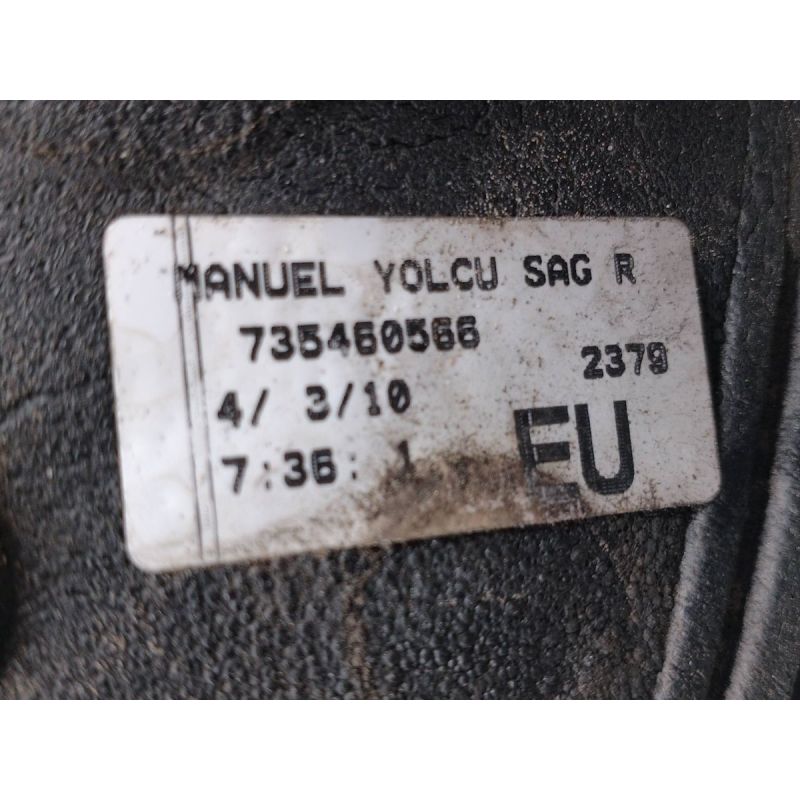 MANUEL YOLCU SAG R
735460566
2379
4/ 3/10
7:36: 1
EU